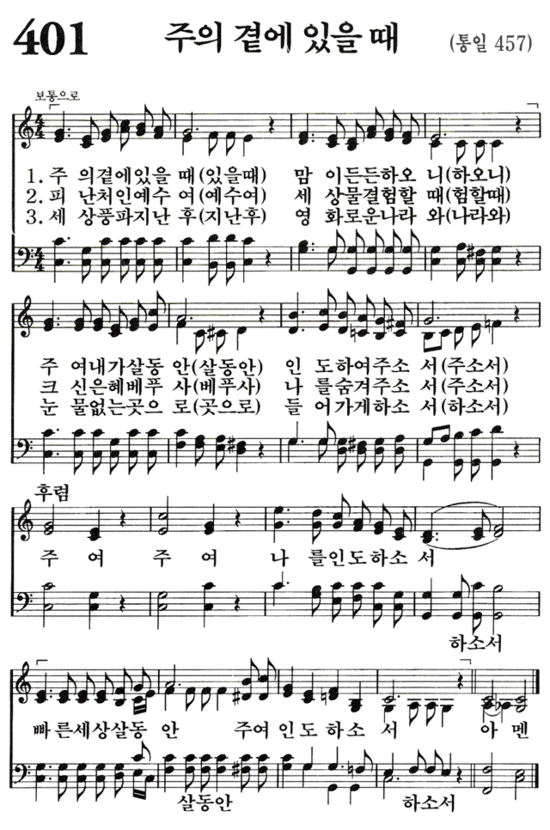 401 주의 곁에 있을 때 (통일 457)
보통으로
1. 주 의곁에있을 때(있을때) 맘 이든든하오 니(하오니)
2. 피 난처인예수 여(예수여) 세 상물결험할 때(험할때)
3. 세 상풍파지난 후(지난후) 영 화로운나라 와(나라와)
주 여내가살동 안(살동안) 인 도하여주소 서(주소서)
크 신은혜베푸 사(베푸사) 나 를숨겨주소 서(주소서)
눈 물없는곳으 로(곳으로) 들 어가게하소 서(하소서)
후렴
주 여 주 여 나 를인도하소 서
하소서
빠른세상살동 안 주여인도하소 서 아멘
살동안 하소서